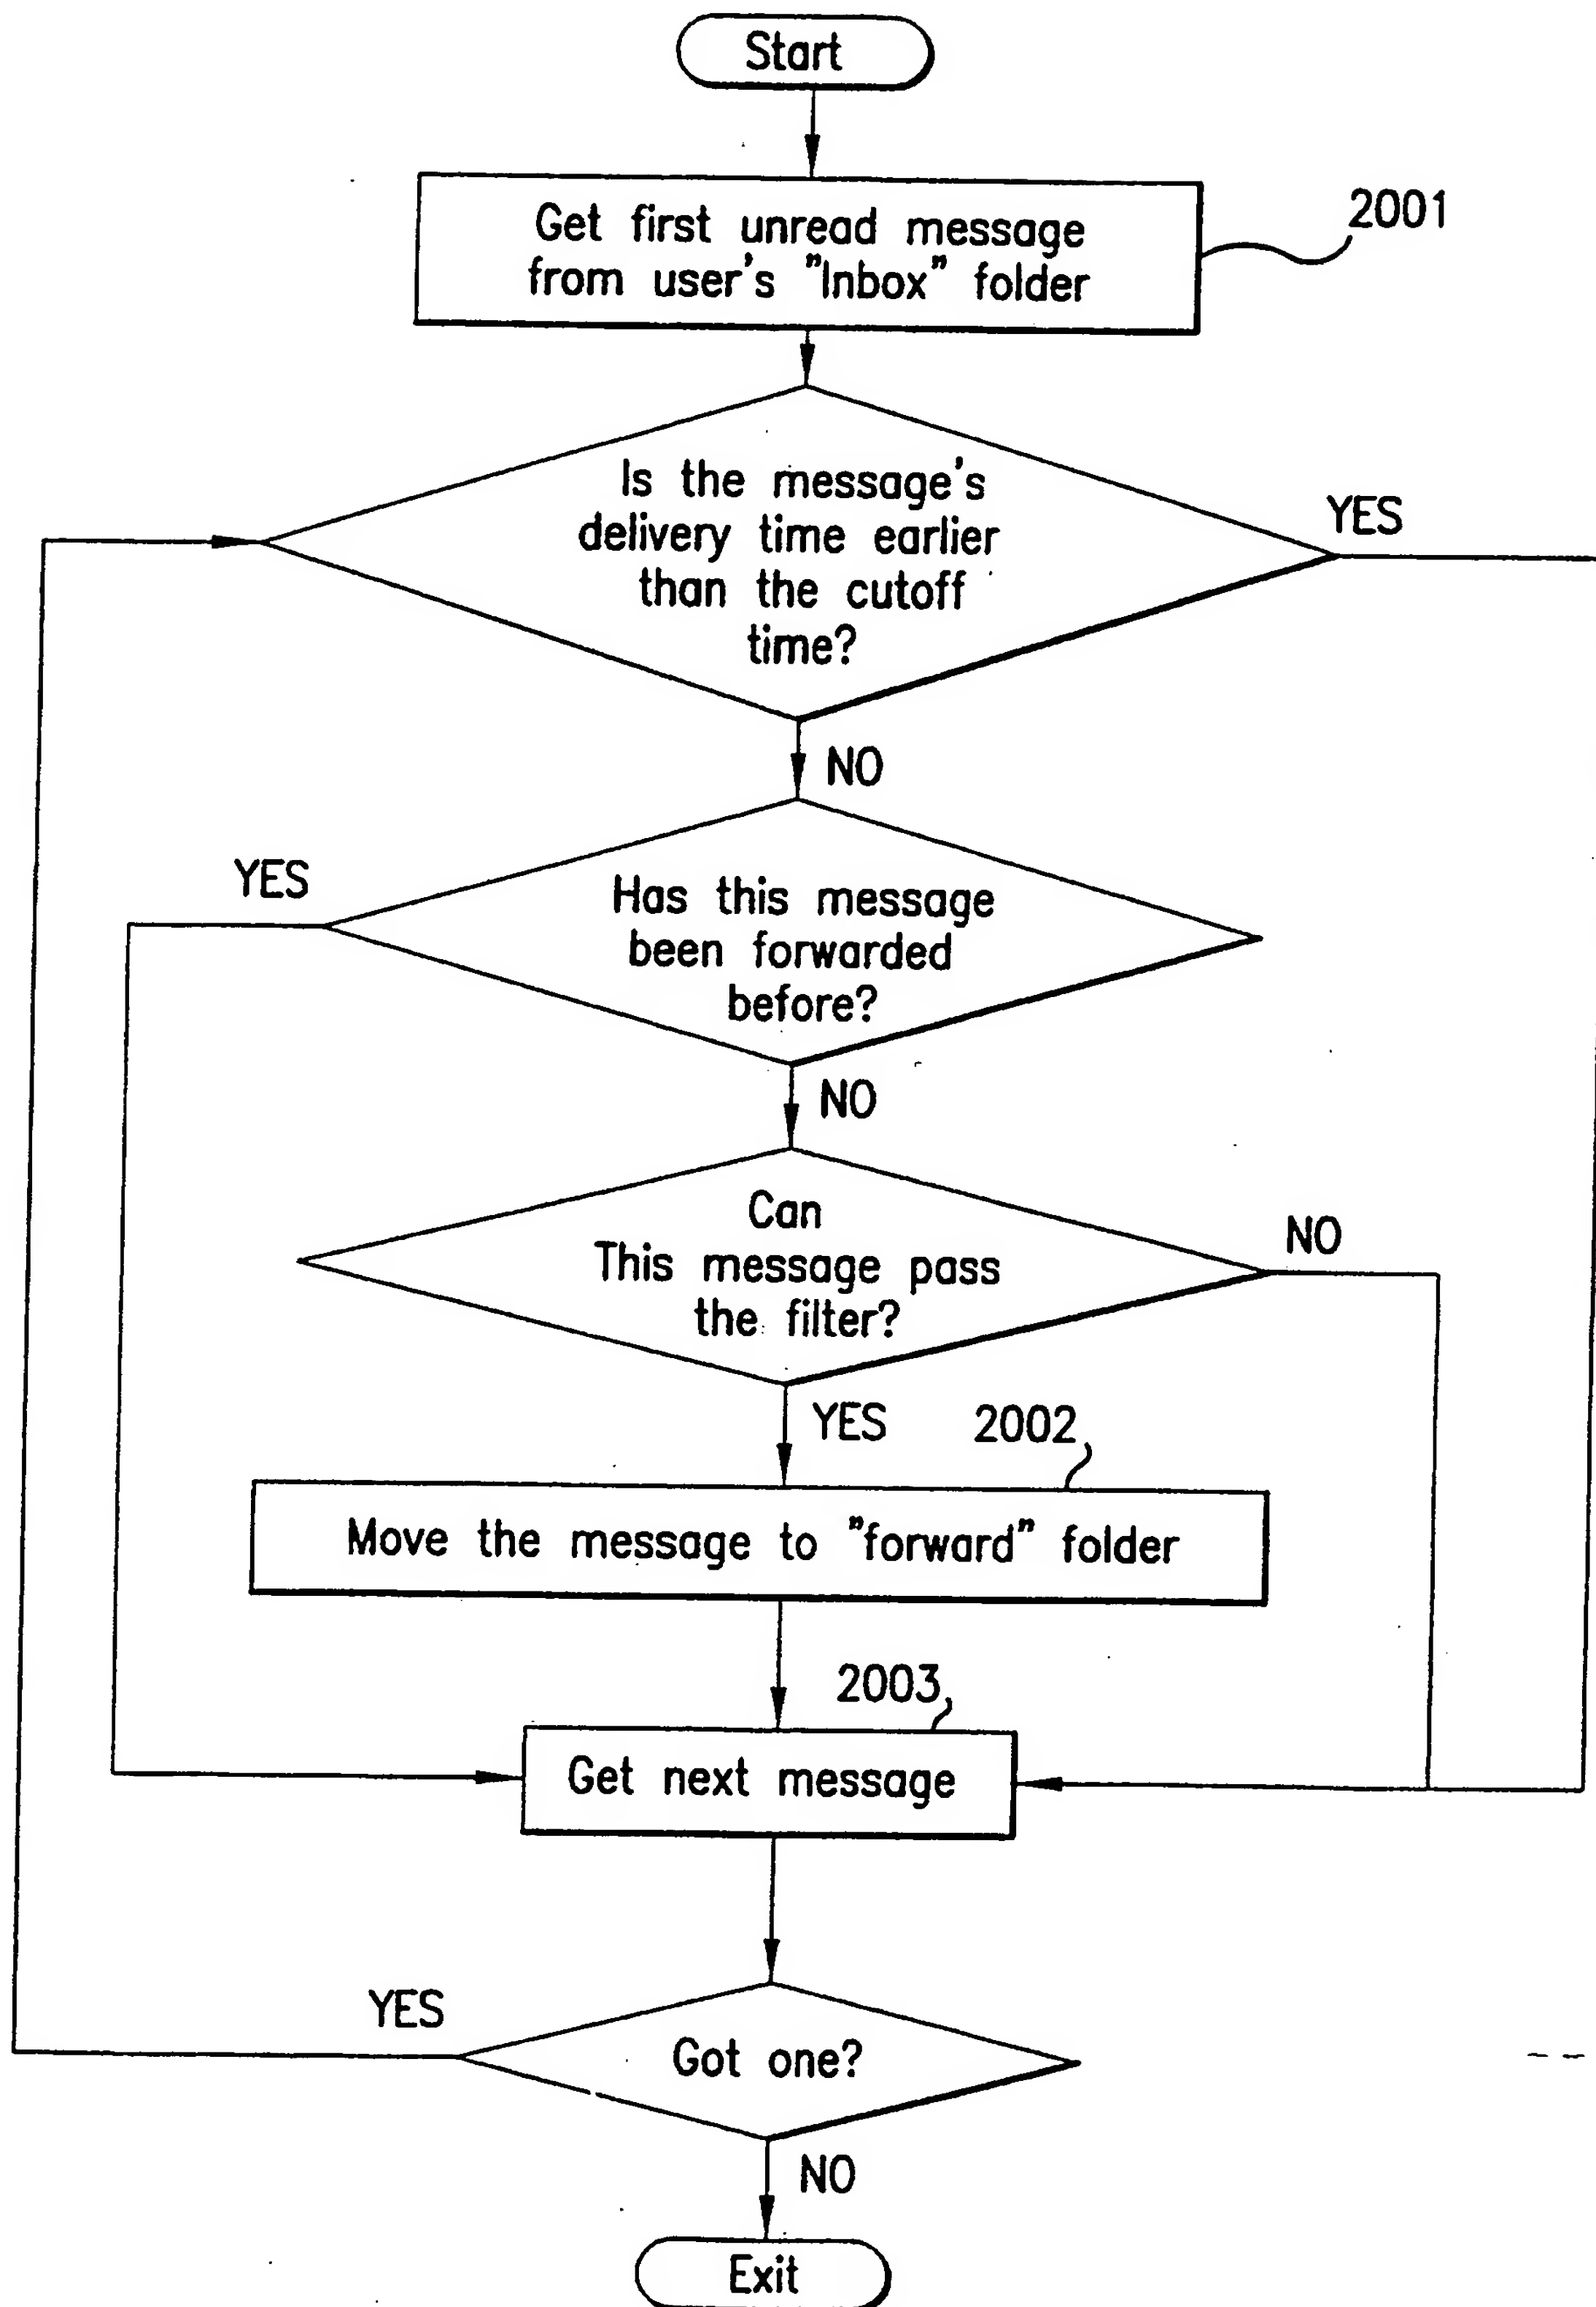 Start
Get first unread message
from user's "Inbox" folder
2001
Is the message's
delivery time earlier
than the cutoff
time?
YES
NO
YES
Has this message
been forwarded
before?
NO
Can
This message pass
the filter?
NO
YES
2002
Move the message to "forward" folder
2003
Get next message
YES
Got one?
NO
Exit